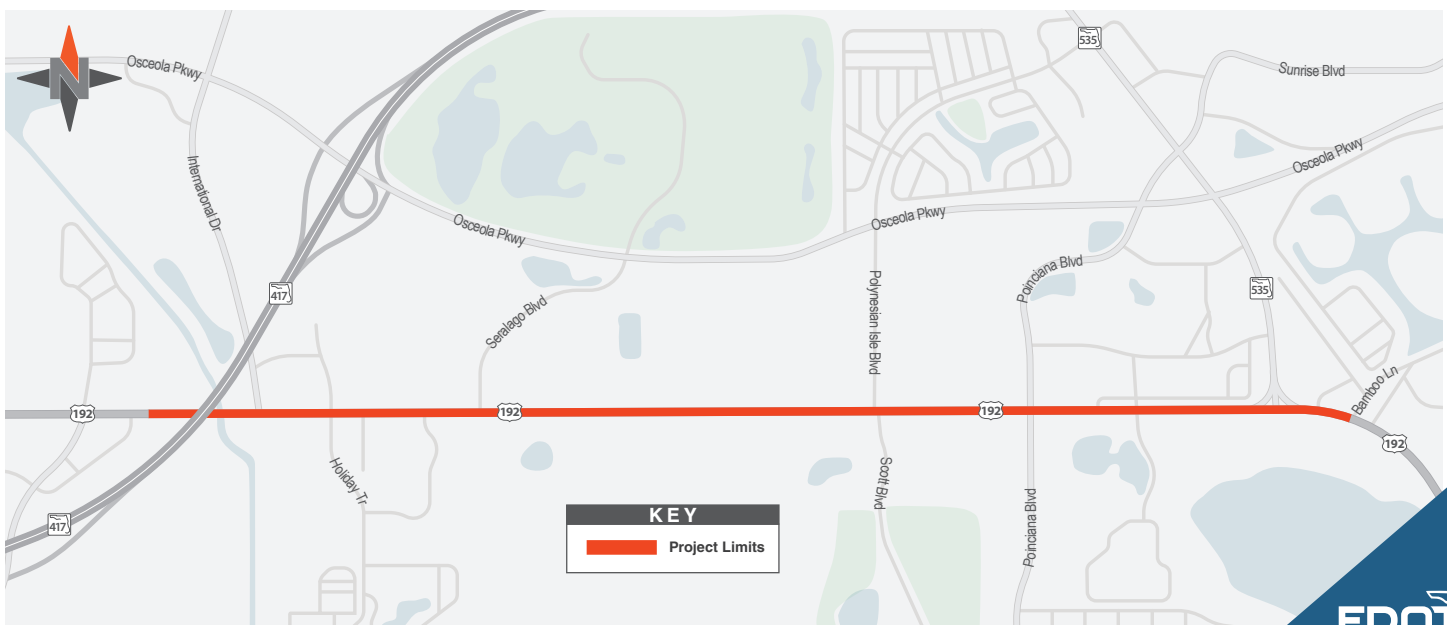 N
535
Sunrise Blvd
Osceola Pkwy
International Dr
Osceola Pkwy
Osceola Pkwy
Osceola Pkwy
417
Seralago Blvd
Polynesian Isle Blvd
Poinciana Blvd
535
Bamboo Ln
192
192
192
192
Holiday Tr
Scott Blvd
Poinciana Blvd
417
KEY
Project Limits
FDOT